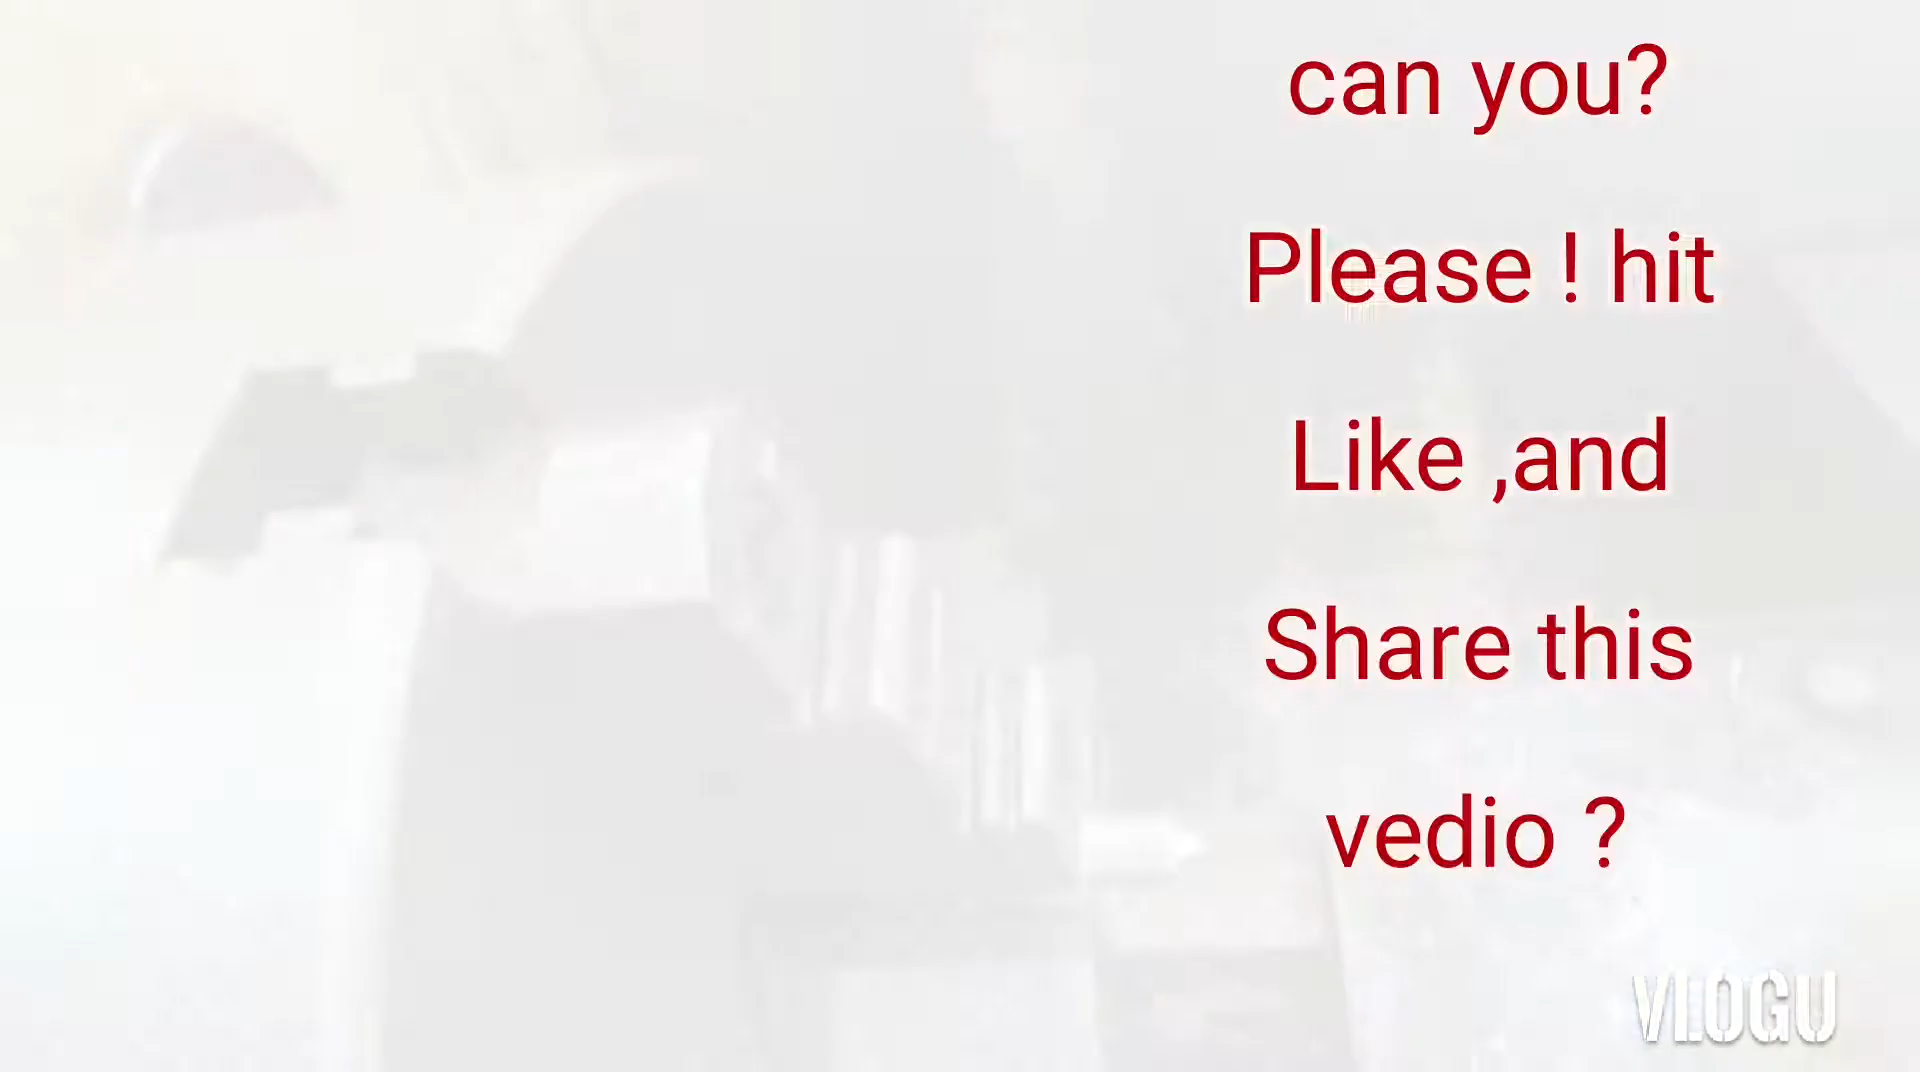 can you?
Please ! hit
Like ,and
Share this
vedio ?
VLOGU